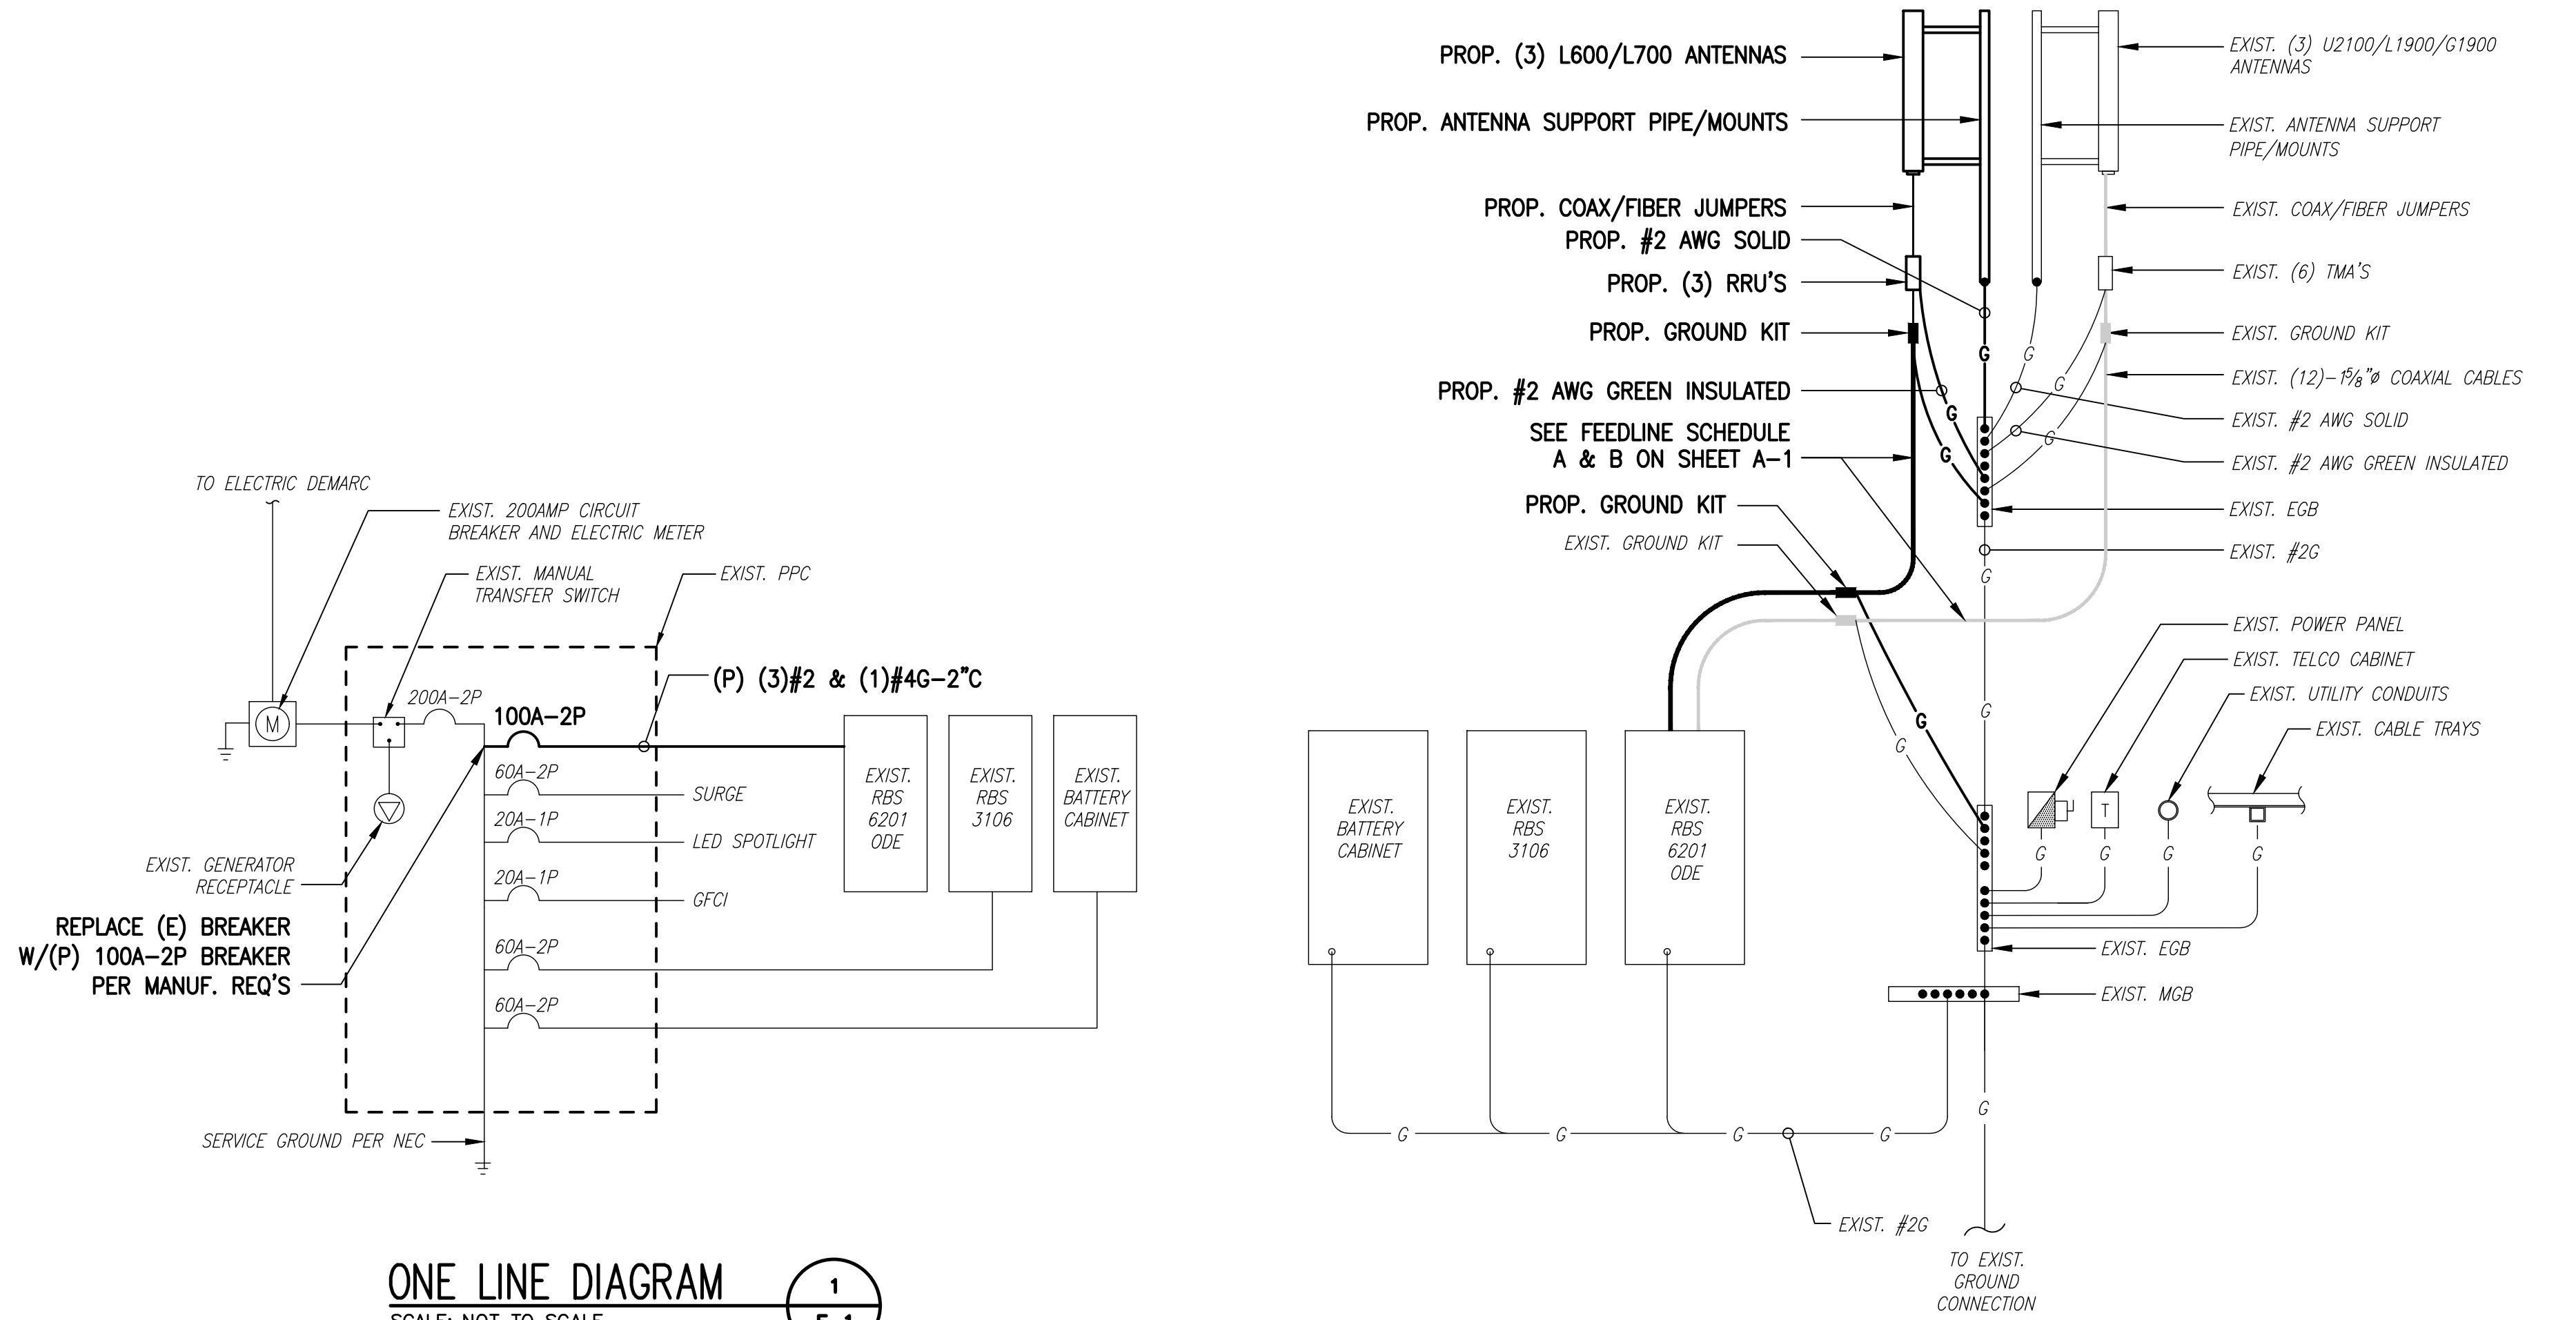 TO ELECTRIC DEMARC
EXIST. 200AMP CIRCUIT
BREAKER AND ELECTRIC METER
EXIST. MANUAL
TRANSFER SWITCH
EXIST. PPC
(P) (3)#2 & (1)#4G-2"C
200A-2P
M
100A-2P
60A-2P
SURGE
20A-1P
LED SPOTLIGHT
20A-1P
GFCI
60A-2P
60A-2P
EXIST.
RBS
6201
ODE
EXIST.
RBS
3106
EXIST.
BATTERY
CABINET
EXIST. GENERATOR
RECEPTACLE
REPLACE (E) BREAKER
W/(P) 100A-2P BREAKER
PER MANUF. REQ'S
SERVICE GROUND PER NEC
ONE LINE DIAGRAM
1
PROP. (3) L600/L700 ANTENNAS
PROP. ANTENNA SUPPORT PIPE/MOUNTS
PROP. COAX/FIBER JUMPERS
PROP. #2 AWG SOLID
PROP. (3) RRU'S
PROP. GROUND KIT
PROP. #2 AWG GREEN INSULATED
SEE FEEDLINE SCHEDULE
A & B ON SHEET A-1
PROP. GROUND KIT
EXIST. GROUND KIT
EXIST. (3) U2100/L1900/G1900
ANTENNAS
EXIST. ANTENNA SUPPORT
PIPE/MOUNTS
EXIST. COAX/FIBER JUMPERS
EXIST. (6) TMA'S
EXIST. GROUND KIT
EXIST. (12)-1⅝"ø COAXIAL CABLES
EXIST. #2 AWG SOLID
EXIST. #2 AWG GREEN INSULATED
EXIST. EGB
EXIST. #2G
EXIST. POWER PANEL
EXIST. TELCO CABINET
EXIST. UTILITY CONDUITS
EXIST. CABLE TRAYS
G
G
G
G
G
G
G
G
G
G
T
G
G
G
G
EXIST.
BATTERY
CABINET
EXIST.
RBS
3106
EXIST.
RBS
6201
ODE
EXIST. EGB
EXIST. MGB
G
G
G
G
G
EXIST. #2G
TO EXIST.
GROUND
CONNECTION